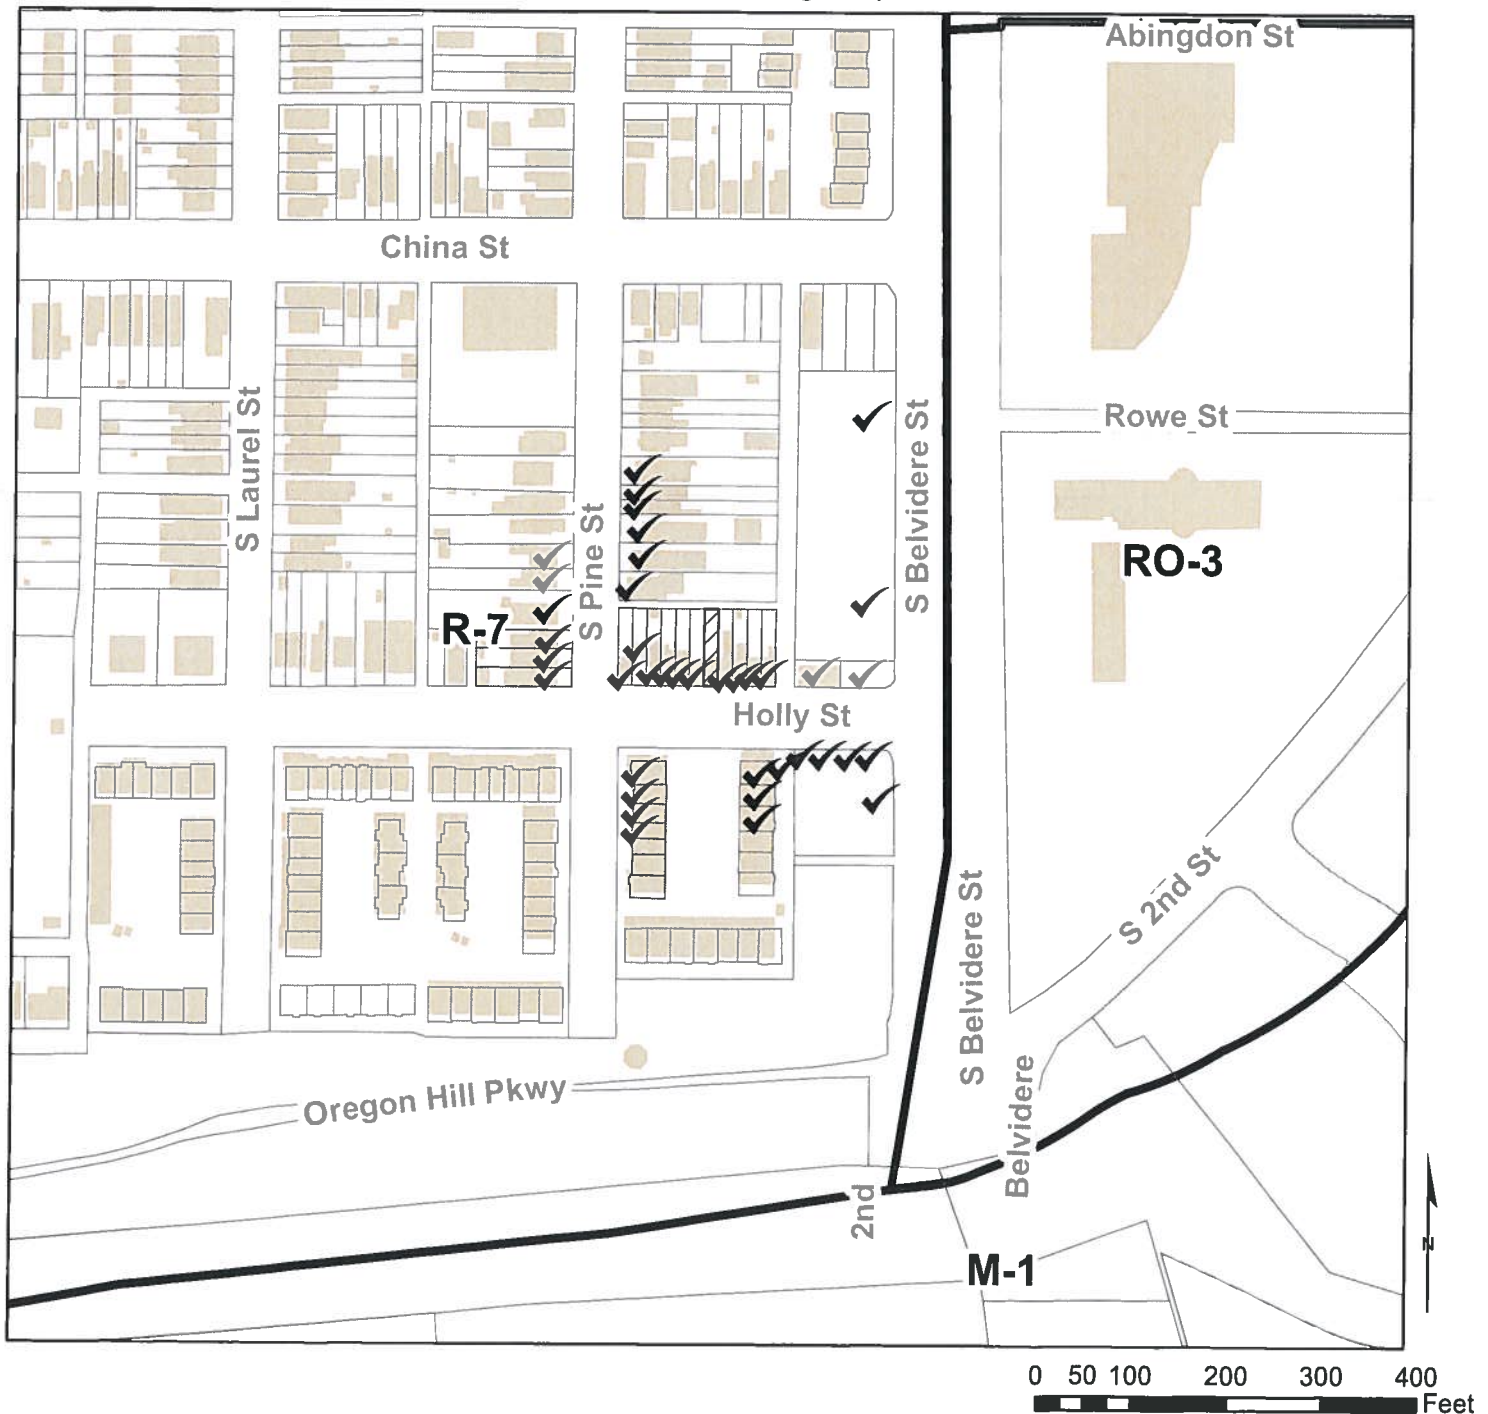 Abingdon St
China St
S Laurel St
S Pine St
S Belvidere St
Rowe St
RO-3
R-7
Holly St
S 2nd St
S Belvidere St
Belvidere
Oregon Hill Pkwy
2nd
M-1
N
0 50 100 200 300 400
Feet